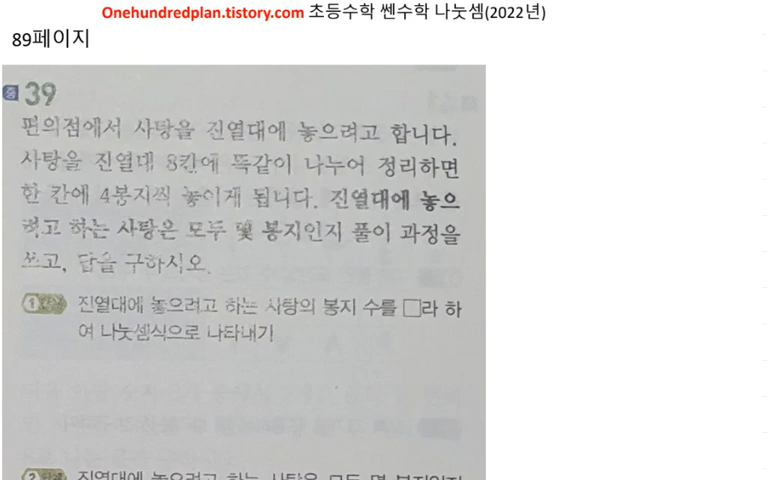 Onehundredplan.tistory.com 초등수학 쎈수학 나눗셈(2022년)
89페이지
중 39
편의점에서 사탕을 진열대에 놓으려고 합니다.
사탕을 진열대 8칸에 똑같이 나누어 정리하면
한 칸에 4봉지씩 놓이게 됩니다. 진열대에 놓으
려고 하는 사탕은 모두 몇 봉지인지 풀이 과정을
쓰고, 답을 구하시오.
1단계 진열대에 놓으려고 하는 사탕의 봉지 수를 □라 하
여 나눗셈식으로 나타내기
2단계 진열대에 놓으려고 하는 사탕은 모두 몇 봉지인지